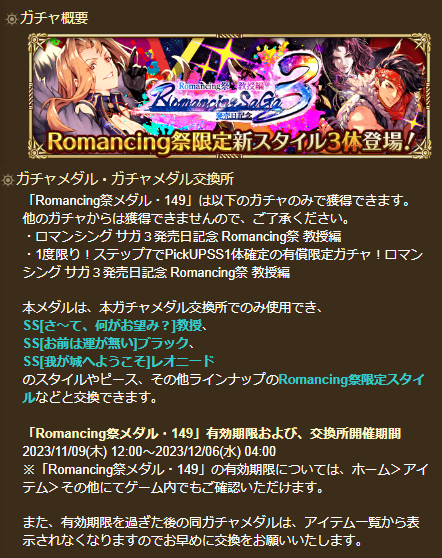 ガチャ概要
Romancing祭 教授編
Romancing SaGa 3
発売日記念
Romancing祭限定新スタイル3体登場!
ガチャメダル・ガチャメダル交換所
「Romancing祭メダル・149」は以下のガチャのみで獲得できます。
他のガチャからは獲得できませんので、ご了承ください。
・ロマンシング サガ３発売日記念 Romancing祭 教授編
・1度限り！ステップ7でPickUPSS1体確定の有償限定ガチャ！ロマン
シング サガ３発売日記念 Romancing祭 教授編
本メダルは、本ガチャメダル交換所でのみ使用でき、
SS[さ～て、何がお望み？]教授、
SS[お前は運が無い]ブラック、
SS[我が城へようこそ]レオニード
のスタイルやピース、その他ラインナップのRomancing祭限定スタイ
ルなどと交換できます。
「Romancing祭メダル・149」有効期限および、交換所開催期間
2023/11/09(木) 12:00～2023/12/06(水) 04:00
※「Romancing祭メダル・149」の有効期限については、ホーム＞アイ
テム＞その他にてゲーム内でもご確認いただけます。
また、有効期限を過ぎた後の同ガチャメダルは、アイテム一覧から表
示されなくなりますのでお早めに交換をお願いいたします。